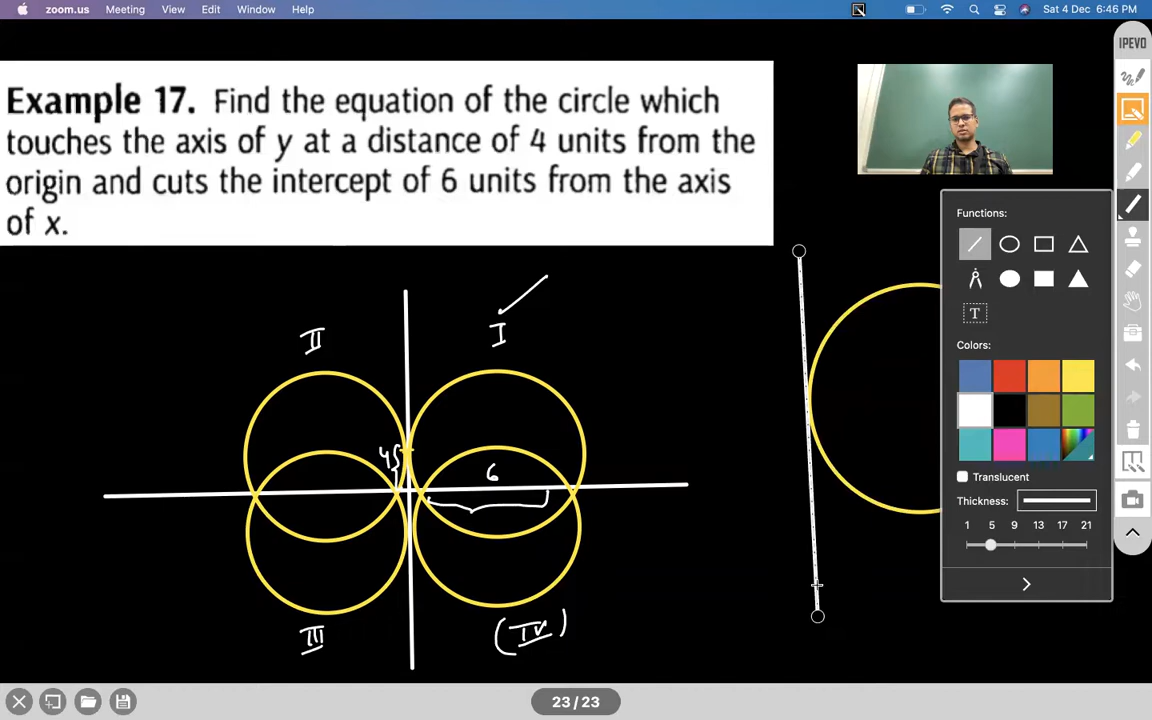 zoom.us Meeting View Edit Window Help Sat 4 Dec 6:46 PM
IPEVO
Example 17. Find the equation of the circle which
touches the axis of y at a distance of 4 units from the
origin and cuts the intercept of 6 units from the axis
of x.
Functions:
T
Colors:
Translucent
Thickness:
1 5 9 13 17 21
II
I
4
6
III
(IV)
23/23